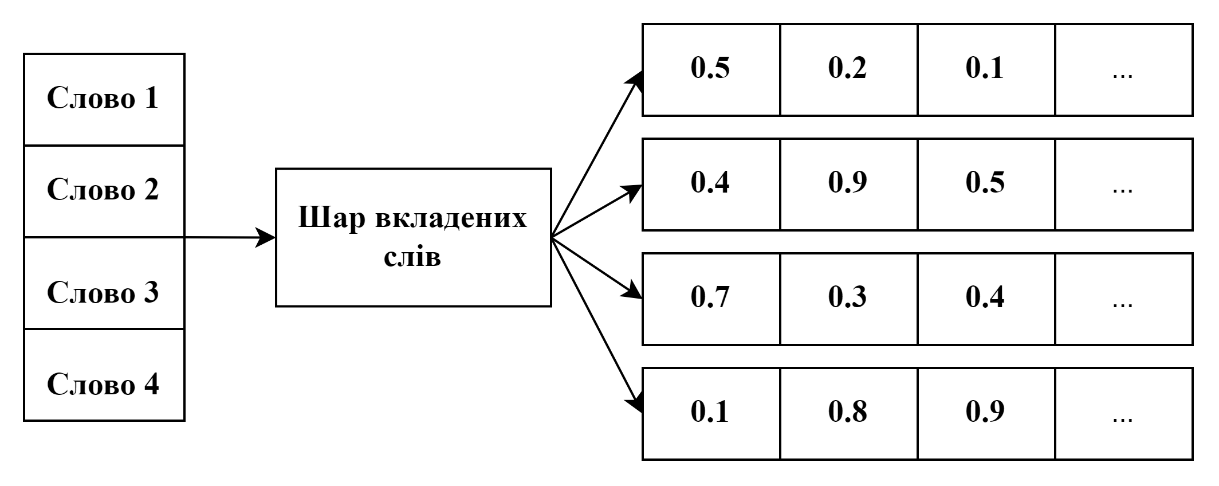 Слово 1
Слово 2
Слово 3
Слово 4
Шар вкладених
слів
0.5 0.2 0.1 ...
0.4 0.9 0.5 ...
0.7 0.3 0.4 ...
0.1 0.8 0.9 ...